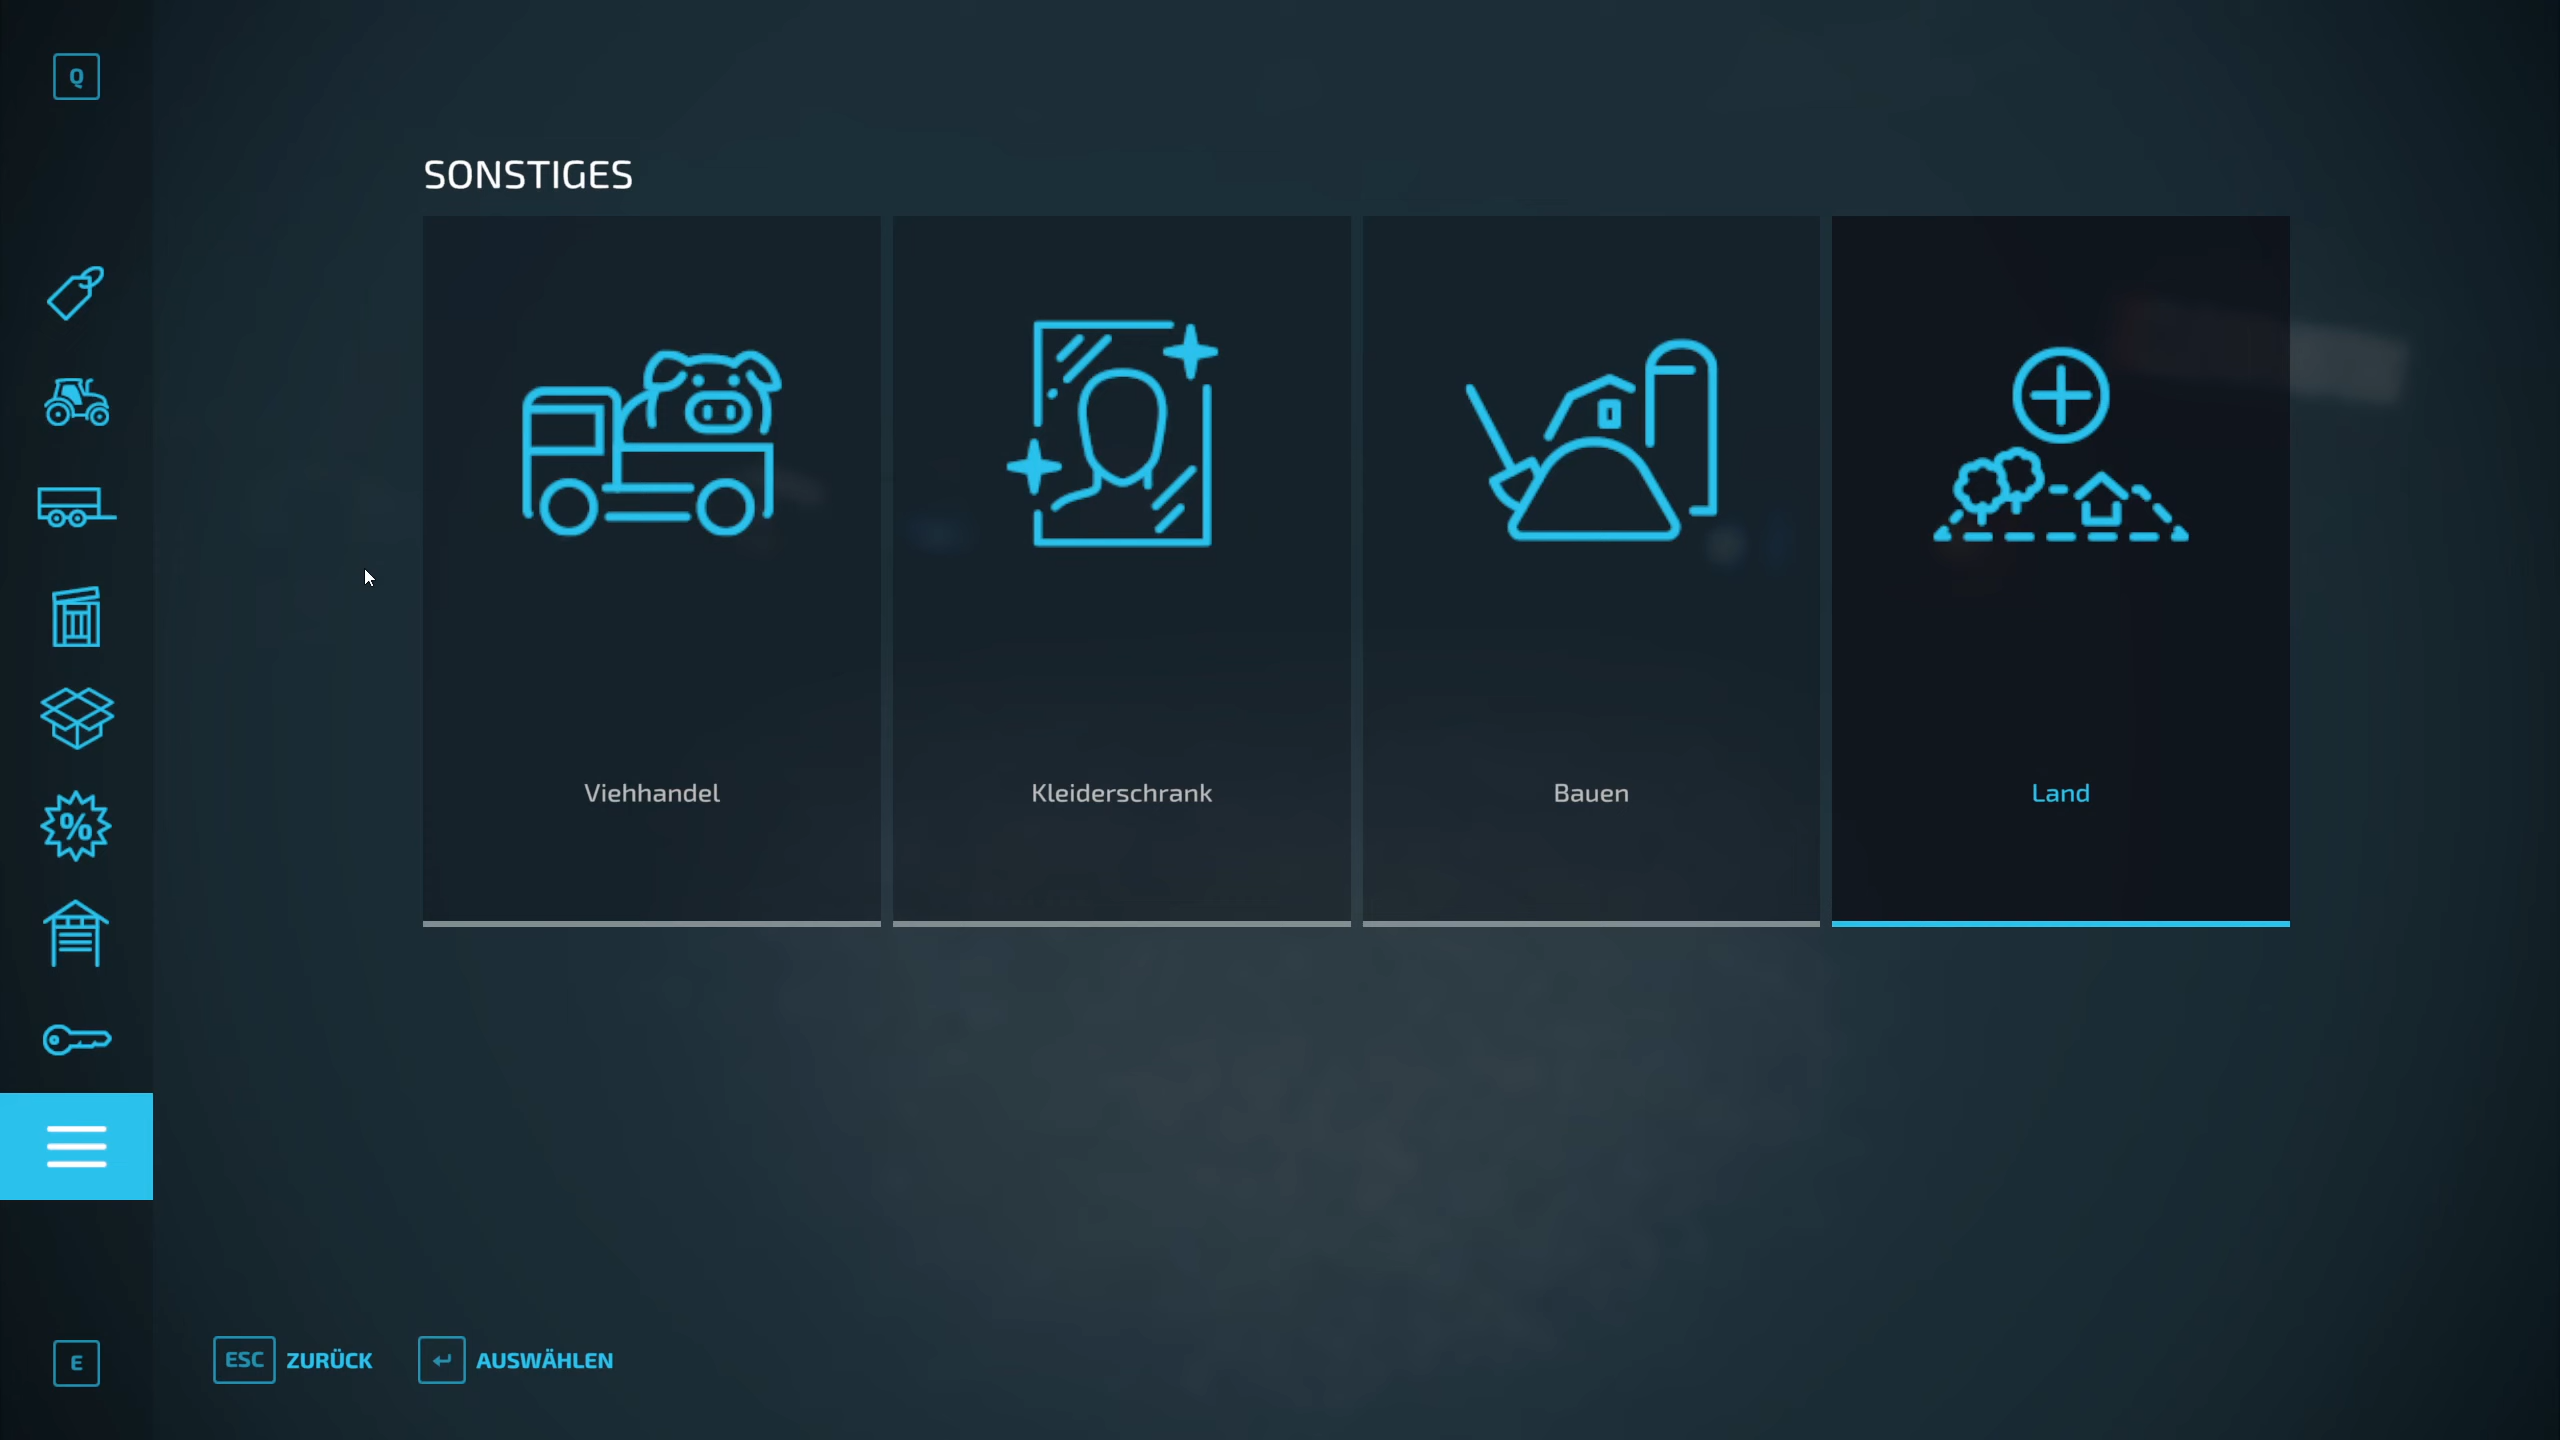 Q
SONSTIGES
%
Viehhandel
Kleiderschrank
Bauen
Land
E
ESC ZURÜCK
AUSWÄHLEN